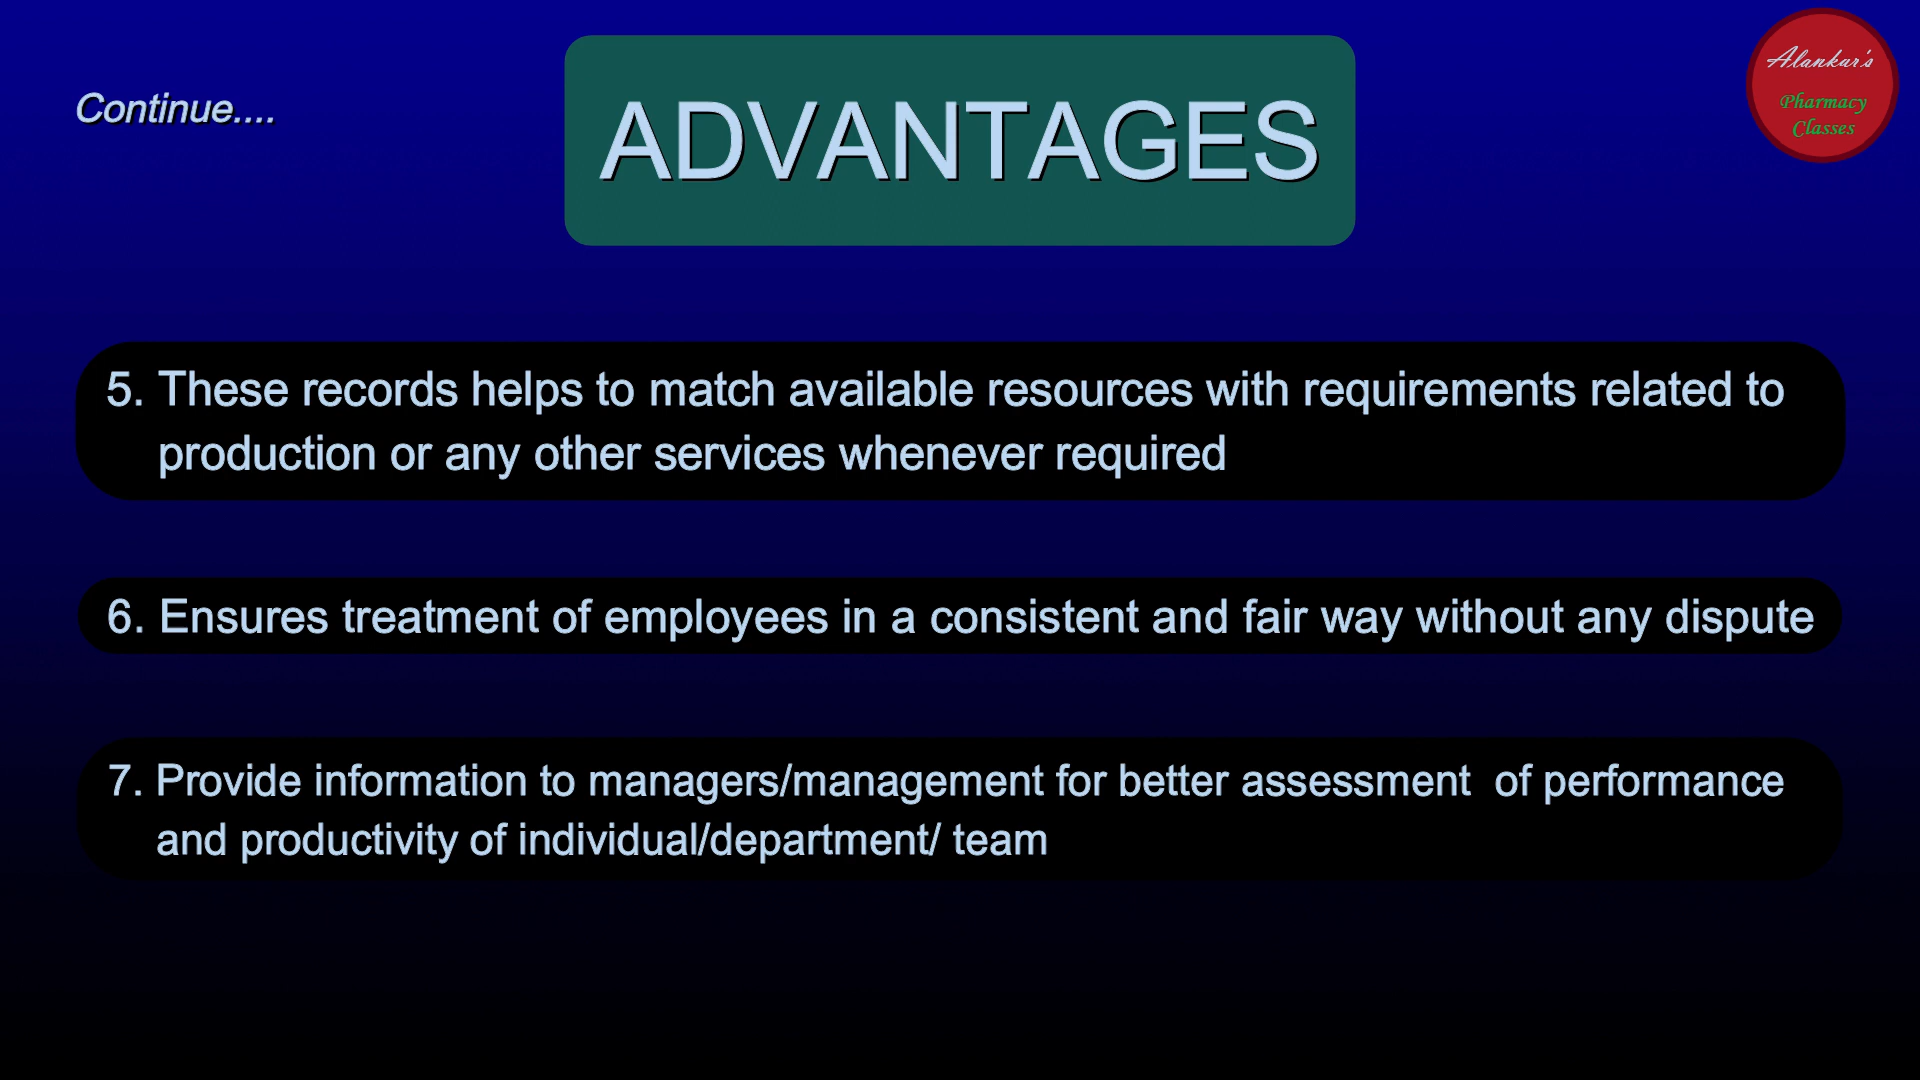 Continue....
ADVANTAGES
Alankar's
Pharmacy
Classes
5. These records helps to match available resources with requirements related to
production or any other services whenever required
6. Ensures treatment of employees in a consistent and fair way without any dispute
7. Provide information to managers/management for better assessment  of performance
and productivity of individual/department/ team